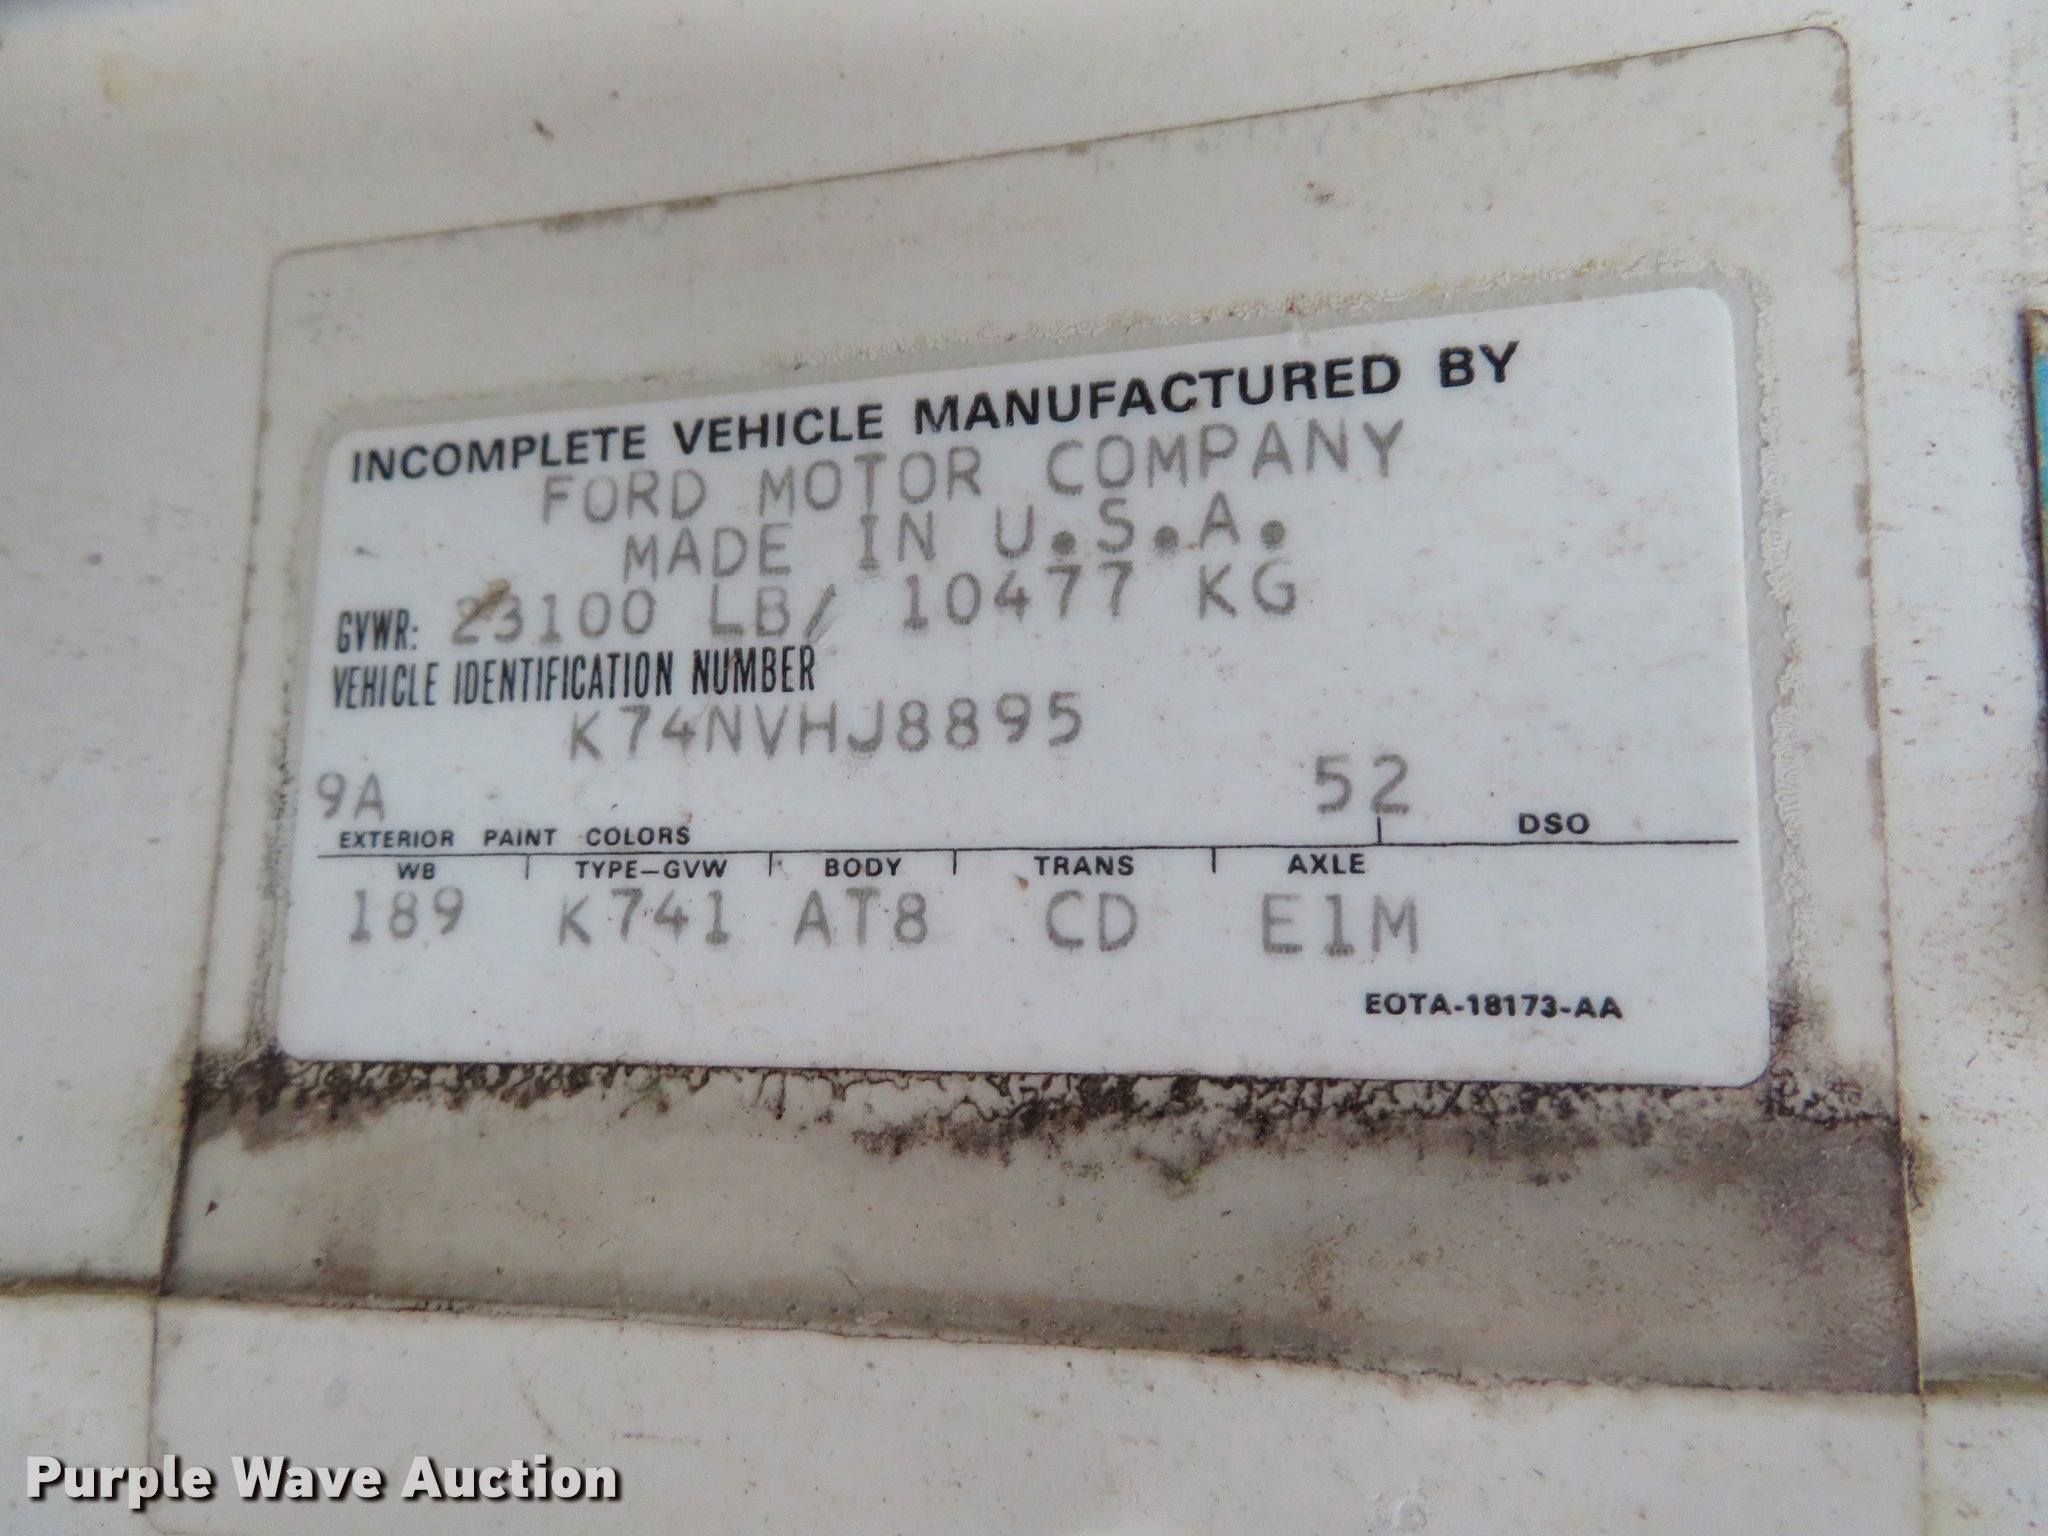 INCOMPLETE VEHICLE MANUFACTURED BY
FORD MOTOR COMPANY
MADE IN U.S.A.
GVWR: 23100 LB/ 10477 KG
VEHICLE IDENTIFICATION NUMBER
K74NVHJ8895
9A 52
EXTERIOR PAINT COLORS DSO
WB TYPE-GVW BODY TRANS AXLE
189 K741 AT8 CD E1M
EOTA-18173-AA
Purple Wave Auction